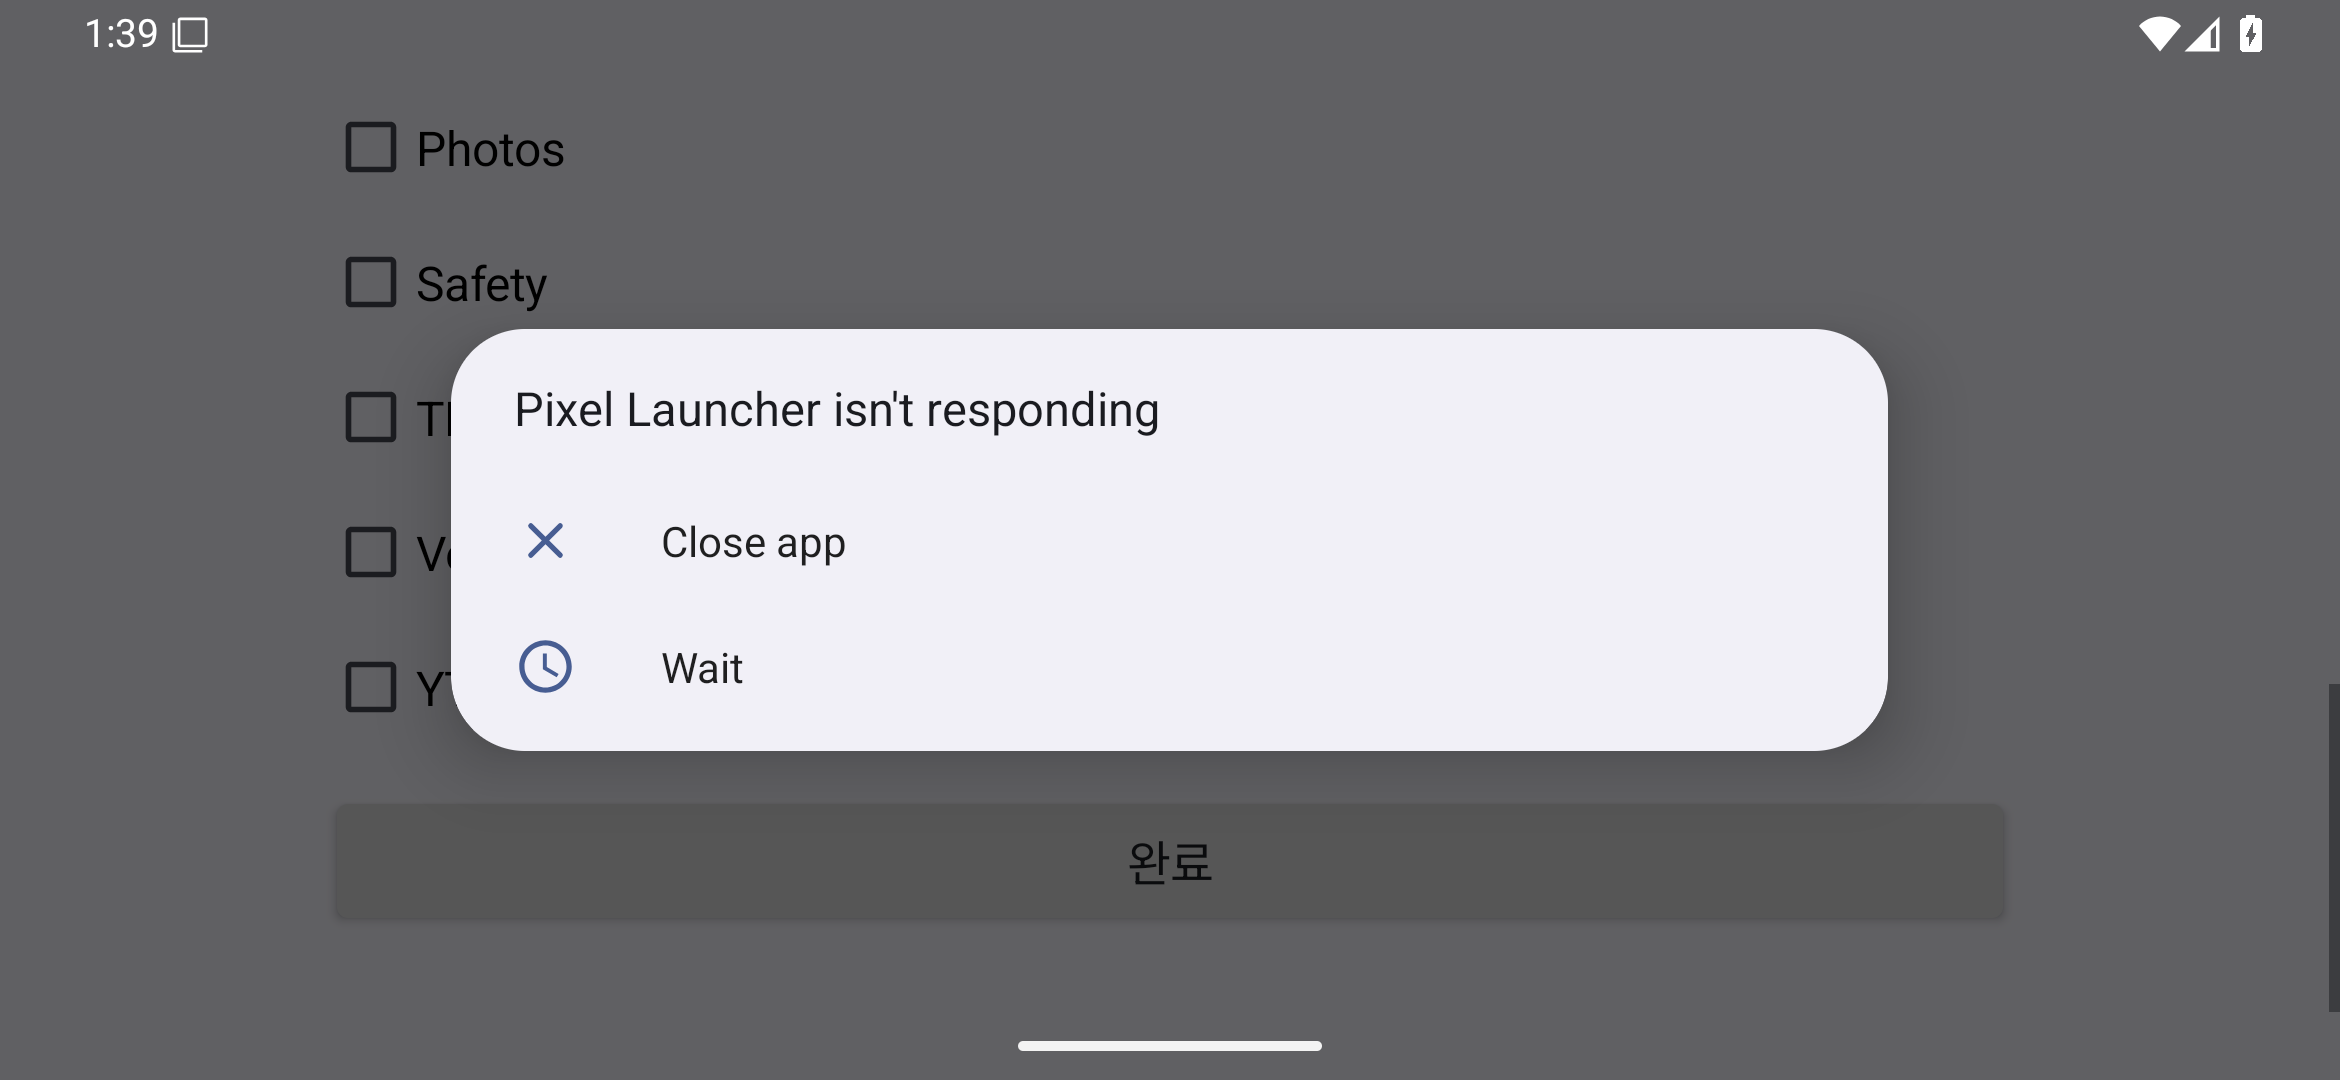 1:39
Photos
Safety
Pixel Launcher isn't responding
Close app
Wait
완료